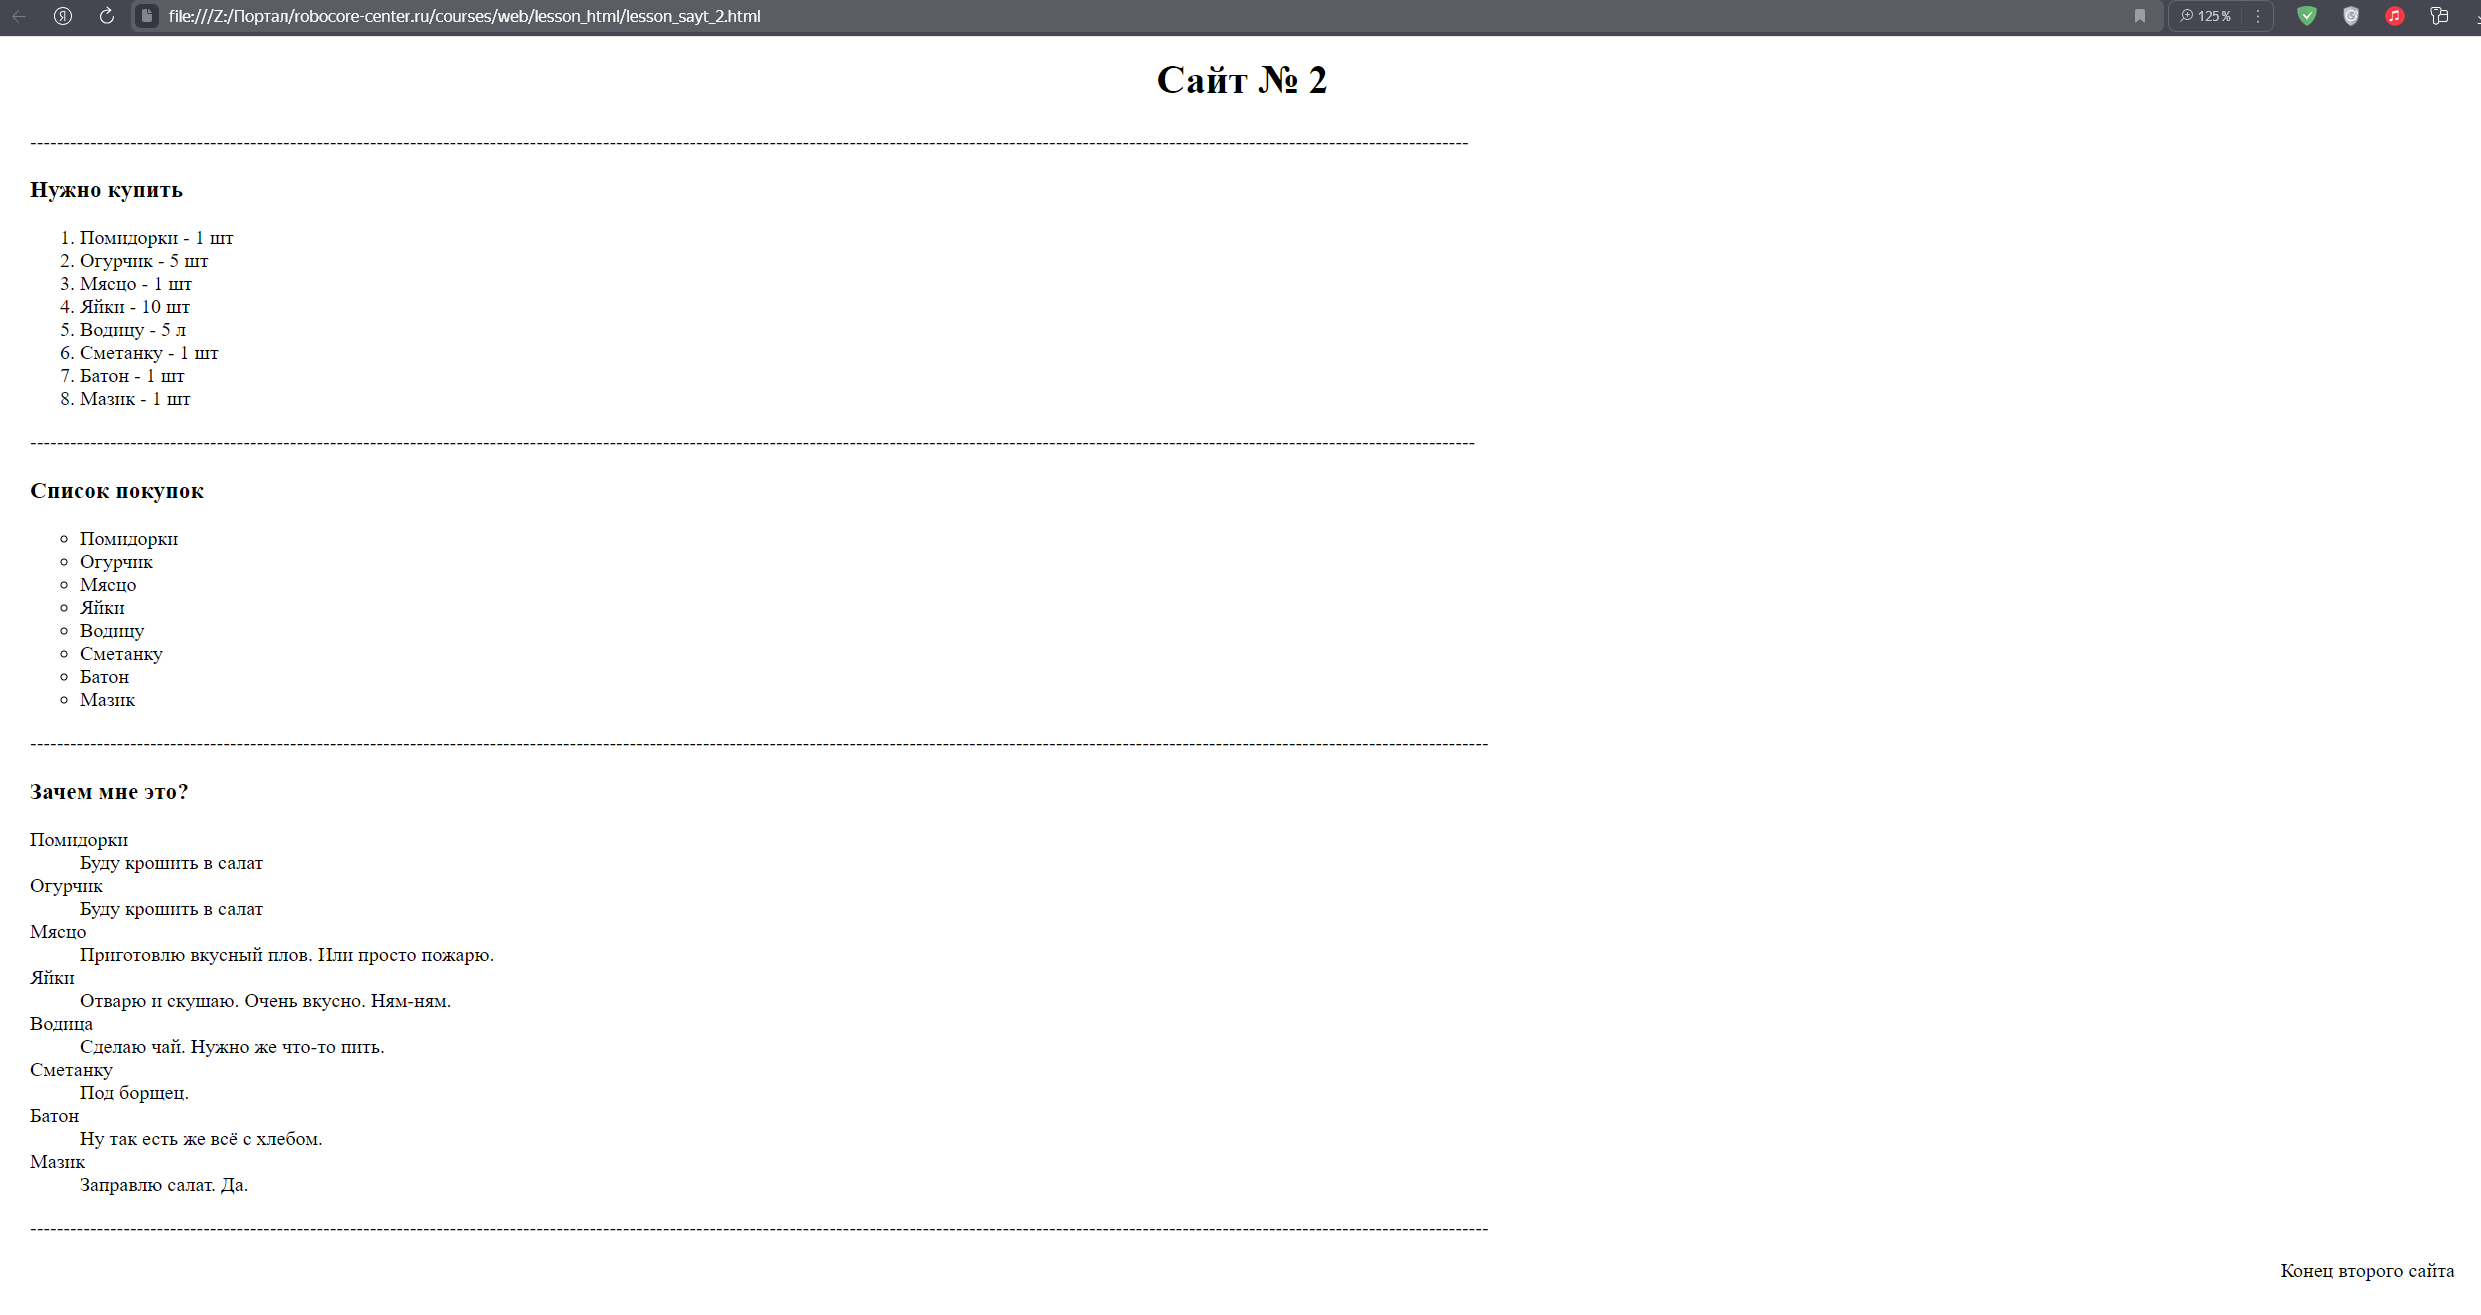 file:///Z:/Портал/robocore-center.ru/courses/web/lesson_html/lesson_sayt_2.html
125%
Сайт № 2
--------------------------------------------------------------------------------------------------------------------------------------------------------------------------------------------------------------------------------
Нужно купить
1. Помидорки - 1 шт
2. Огурчик - 5 шт
3. Мясцо - 1 шт
4. Яйки - 10 шт
5. Водицу - 5 л
6. Сметанку - 1 шт
7. Батон - 1 шт
8. Мазик - 1 шт
---------------------------------------------------------------------------------------------------------------------------------------------------------------------------------------------------------------------------------
Список покупок
Помидорки
Огурчик
Мясцо
Яйки
Водицу
Сметанку
Батон
Мазик
-----------------------------------------------------------------------------------------------------------------------------------------------------------------------------------------------------------------------------------
Зачем мне это?
Помидорки
Буду крошить в салат
Огурчик
Буду крошить в салат
Мясцо
Приготовлю вкусный плов. Или просто пожарю.
Яйки
Отварю и скушаю. Очень вкусно. Ням-ням.
Водица
Сделаю чай. Нужно же что-то пить.
Сметанку
Под борщец.
Батон
Ну так есть же всё с хлебом.
Мазик
Заправлю салат. Да.
-----------------------------------------------------------------------------------------------------------------------------------------------------------------------------------------------------------------------------------
Конец второго сайта